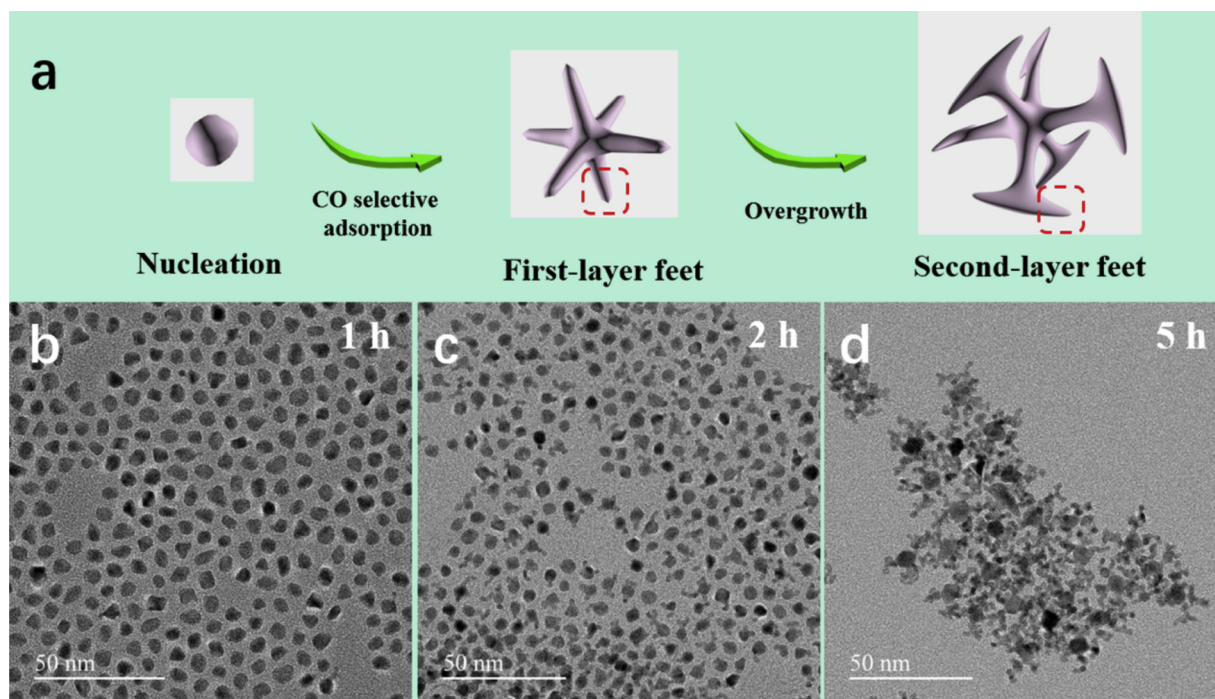 a
CO selective
adsorption
Overgrowth
Nucleation
First-layer feet
Second-layer feet
b
1 h
c
2 h
d
5 h
50 nm
50 nm
50 nm